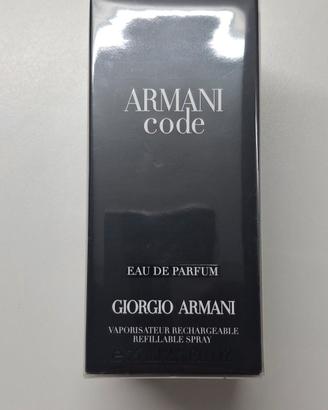 ARMANI
code
EAU DE PARFUM
GIORGIO ARMANI
VAPORISATEUR RECHARGEABLE
REFILLABLE SPRAY